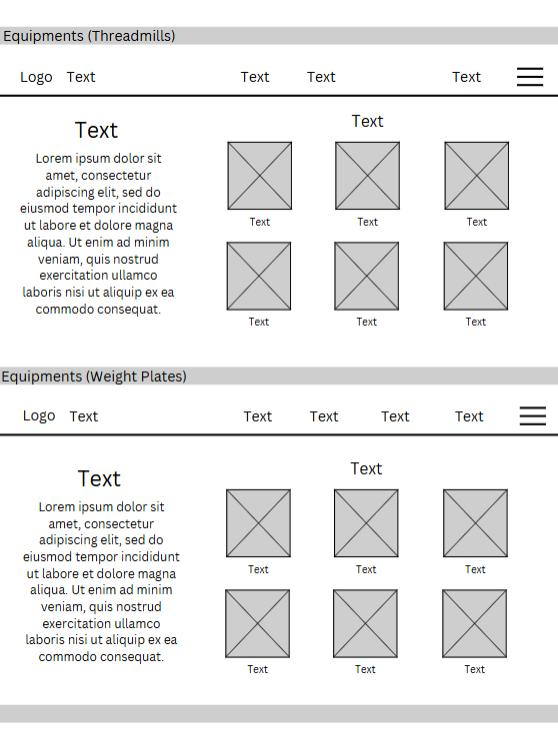 Equipments (Threadmills)
Logo Text Text Text Text
Text
Lorem ipsum dolor sit
amet, consectetur
adipiscing elit, sed do
eiusmod tempor incididunt
ut labore et dolore magna
aliqua. Ut enim ad minim
veniam, quis nostrud
exercitation ullamco
laboris nisi ut aliquip ex ea
commodo consequat.
Text
Text Text Text
Text Text Text
Equipments (Weight Plates)
Logo Text Text Text Text Text
Text
Lorem ipsum dolor sit
amet, consectetur
adipiscing elit, sed do
eiusmod tempor incididunt
ut labore et dolore magna
aliqua. Ut enim ad minim
veniam, quis nostrud
exercitation ullamco
laboris nisi ut aliquip ex ea
commodo consequat.
Text
Text Text Text
Text Text Text